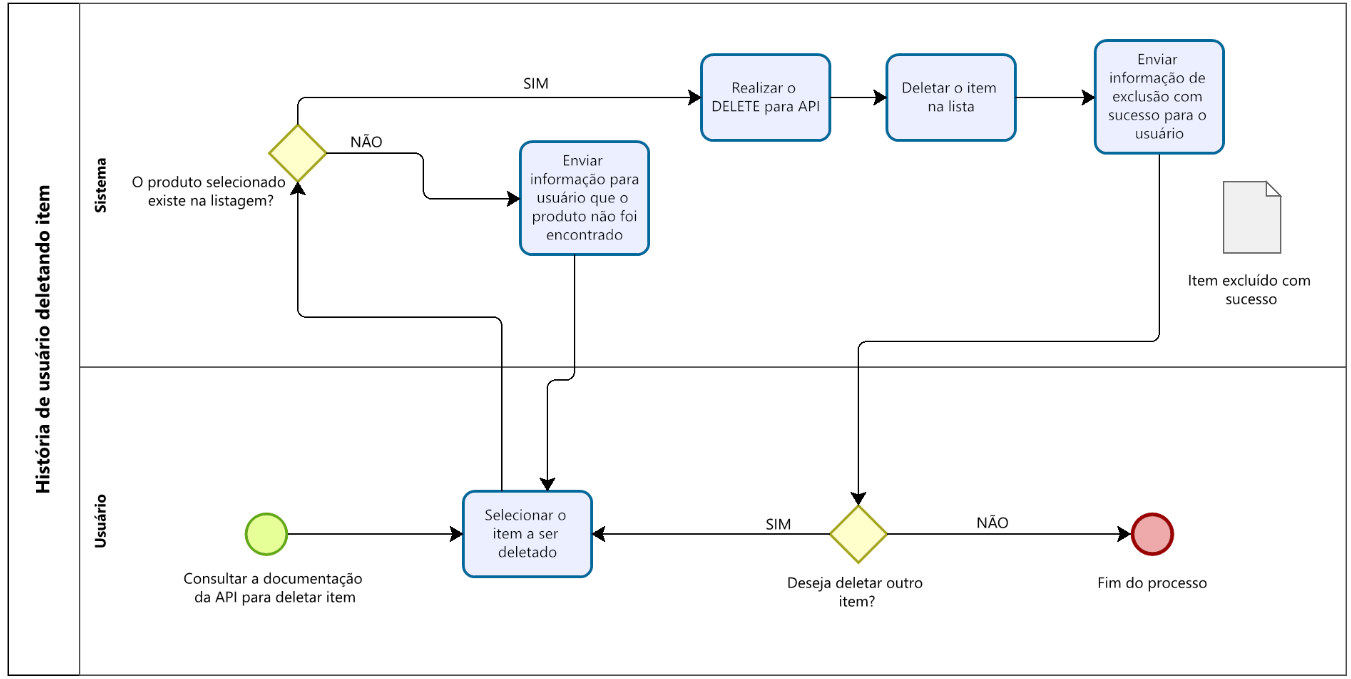 História de usuário deletando item
Sistema
SIM
NÃO
O produto selecionado
existe na listagem?
Enviar
informação para
usuário que o
produto não foi
encontrado
Realizar o
DELETE para API
Deletar o item
na lista
Enviar
informação de
exclusão com
sucesso para o
usuário
Item excluído com
sucesso
Usuário
Consultar a documentação
da API para deletar item
Selecionar o
item a ser
deletado
SIM
Deseja deletar outro
item?
NÃO
Fim do processo